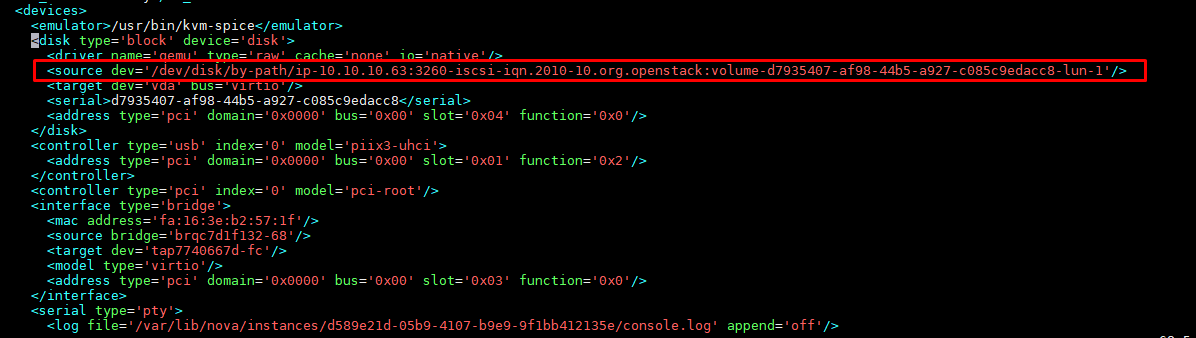 <devices>
<emulator>/usr/bin/kvm-spice</emulator>
<disk type='block' device='disk'>
<driver name='qemu' type='raw' cache='none' io='native'/>
<source dev='/dev/disk/by-path/ip-10.10.10.63:3260-iscsi-iqn.2010-10.org.openstack:volume-d7935407-af98-44b5-a927-c085c9edacc8-lun-1'/>
<target dev='vda' bus='virtio'/>
<serial>d7935407-af98-44b5-a927-c085c9edacc8</serial>
<address type='pci' domain='0x0000' bus='0x00' slot='0x04' function='0x0'/>
</disk>
<controller type='usb' index='0' model='piix3-uhci'>
<address type='pci' domain='0x0000' bus='0x00' slot='0x01' function='0x2'/>
</controller>
<controller type='pci' index='0' model='pci-root'/>
<interface type='bridge'>
<mac address='fa:16:3e:b2:57:1f'/>
<source bridge='brqc7d1f132-68'/>
<target dev='tap7740667d-fc'/>
<model type='virtio'/>
<address type='pci' domain='0x0000' bus='0x00' slot='0x03' function='0x0'/>
</interface>
<serial type='pty'>
<log file='/var/lib/nova/instances/d589e21d-05b9-4107-b9e9-9f1bb412135e/console.log' append='off'/>